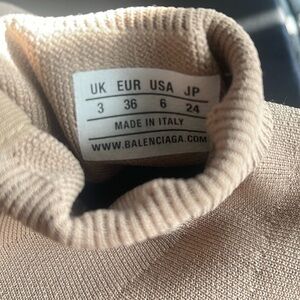 UK EUR USA JP
3 36 6 24
MADE IN ITALY
WWW.BALENCIAGA.COM